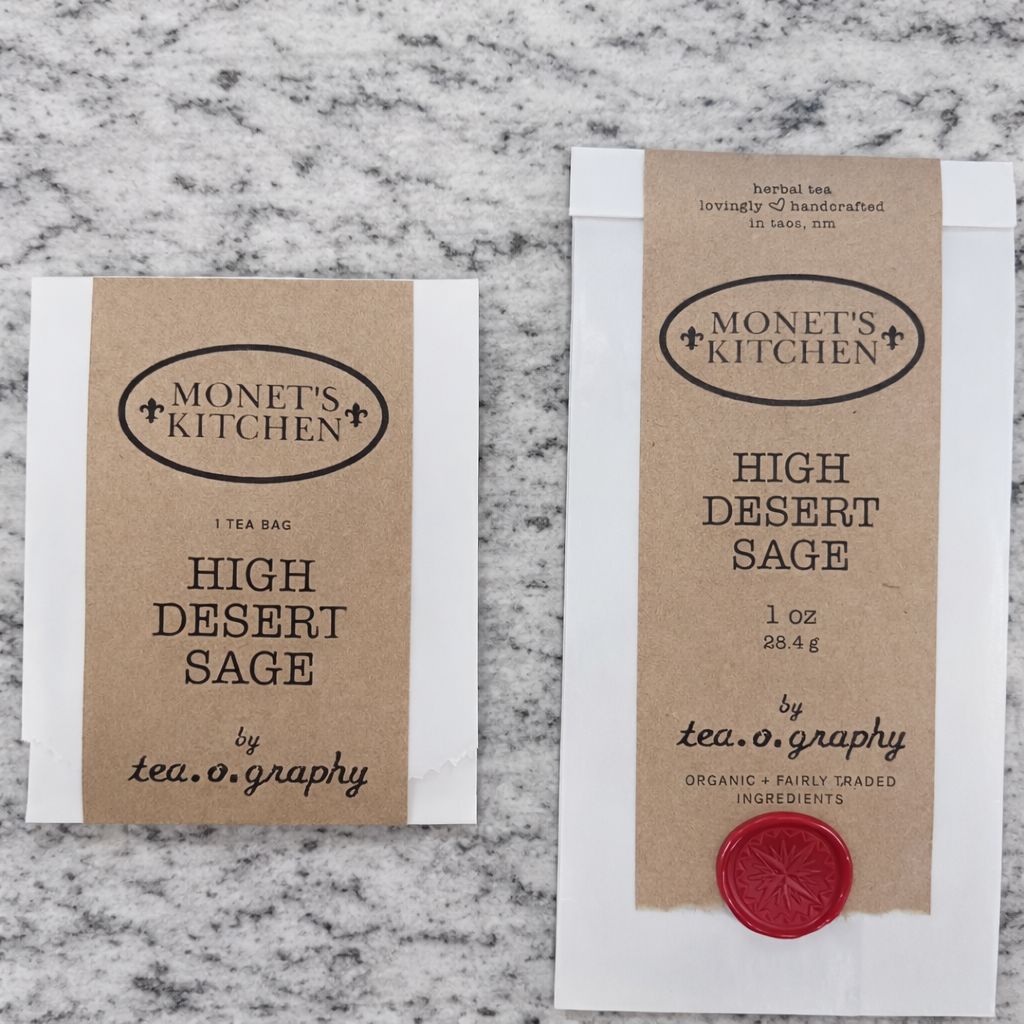 MONET'S
KITCHEN
1 TEA BAG
HIGH
DESERT
SAGE
by
tea.o.graphy
herbal tea
lovingly ♡ handcrafted
in taos, nm
MONET'S
KITCHEN
HIGH
DESERT
SAGE
1 oz
28.4 g
by
tea.o.graphy
ORGANIC + FAIRLY TRADED
INGREDIENTS